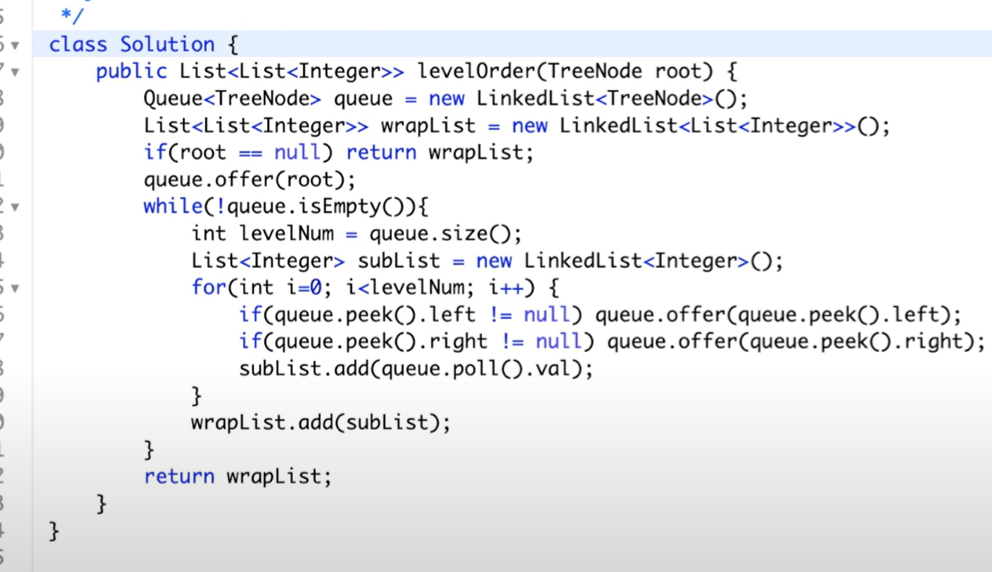 */
class Solution {
    public List<List<Integer>> levelOrder(TreeNode root) {
        Queue<TreeNode> queue = new LinkedList<TreeNode>();
        List<List<Integer>> wrapList = new LinkedList<List<Integer>>();
        if(root == null) return wrapList;
        queue.offer(root);
        while(!queue.isEmpty()){
            int levelNum = queue.size();
            List<Integer> subList = new LinkedList<Integer>();
            for(int i=0; i<levelNum; i++) {
                if(queue.peek().left != null) queue.offer(queue.peek().left);
                if(queue.peek().right != null) queue.offer(queue.peek().right);
                subList.add(queue.poll().val);
            }
            wrapList.add(subList);
        }
        return wrapList;
    }
}